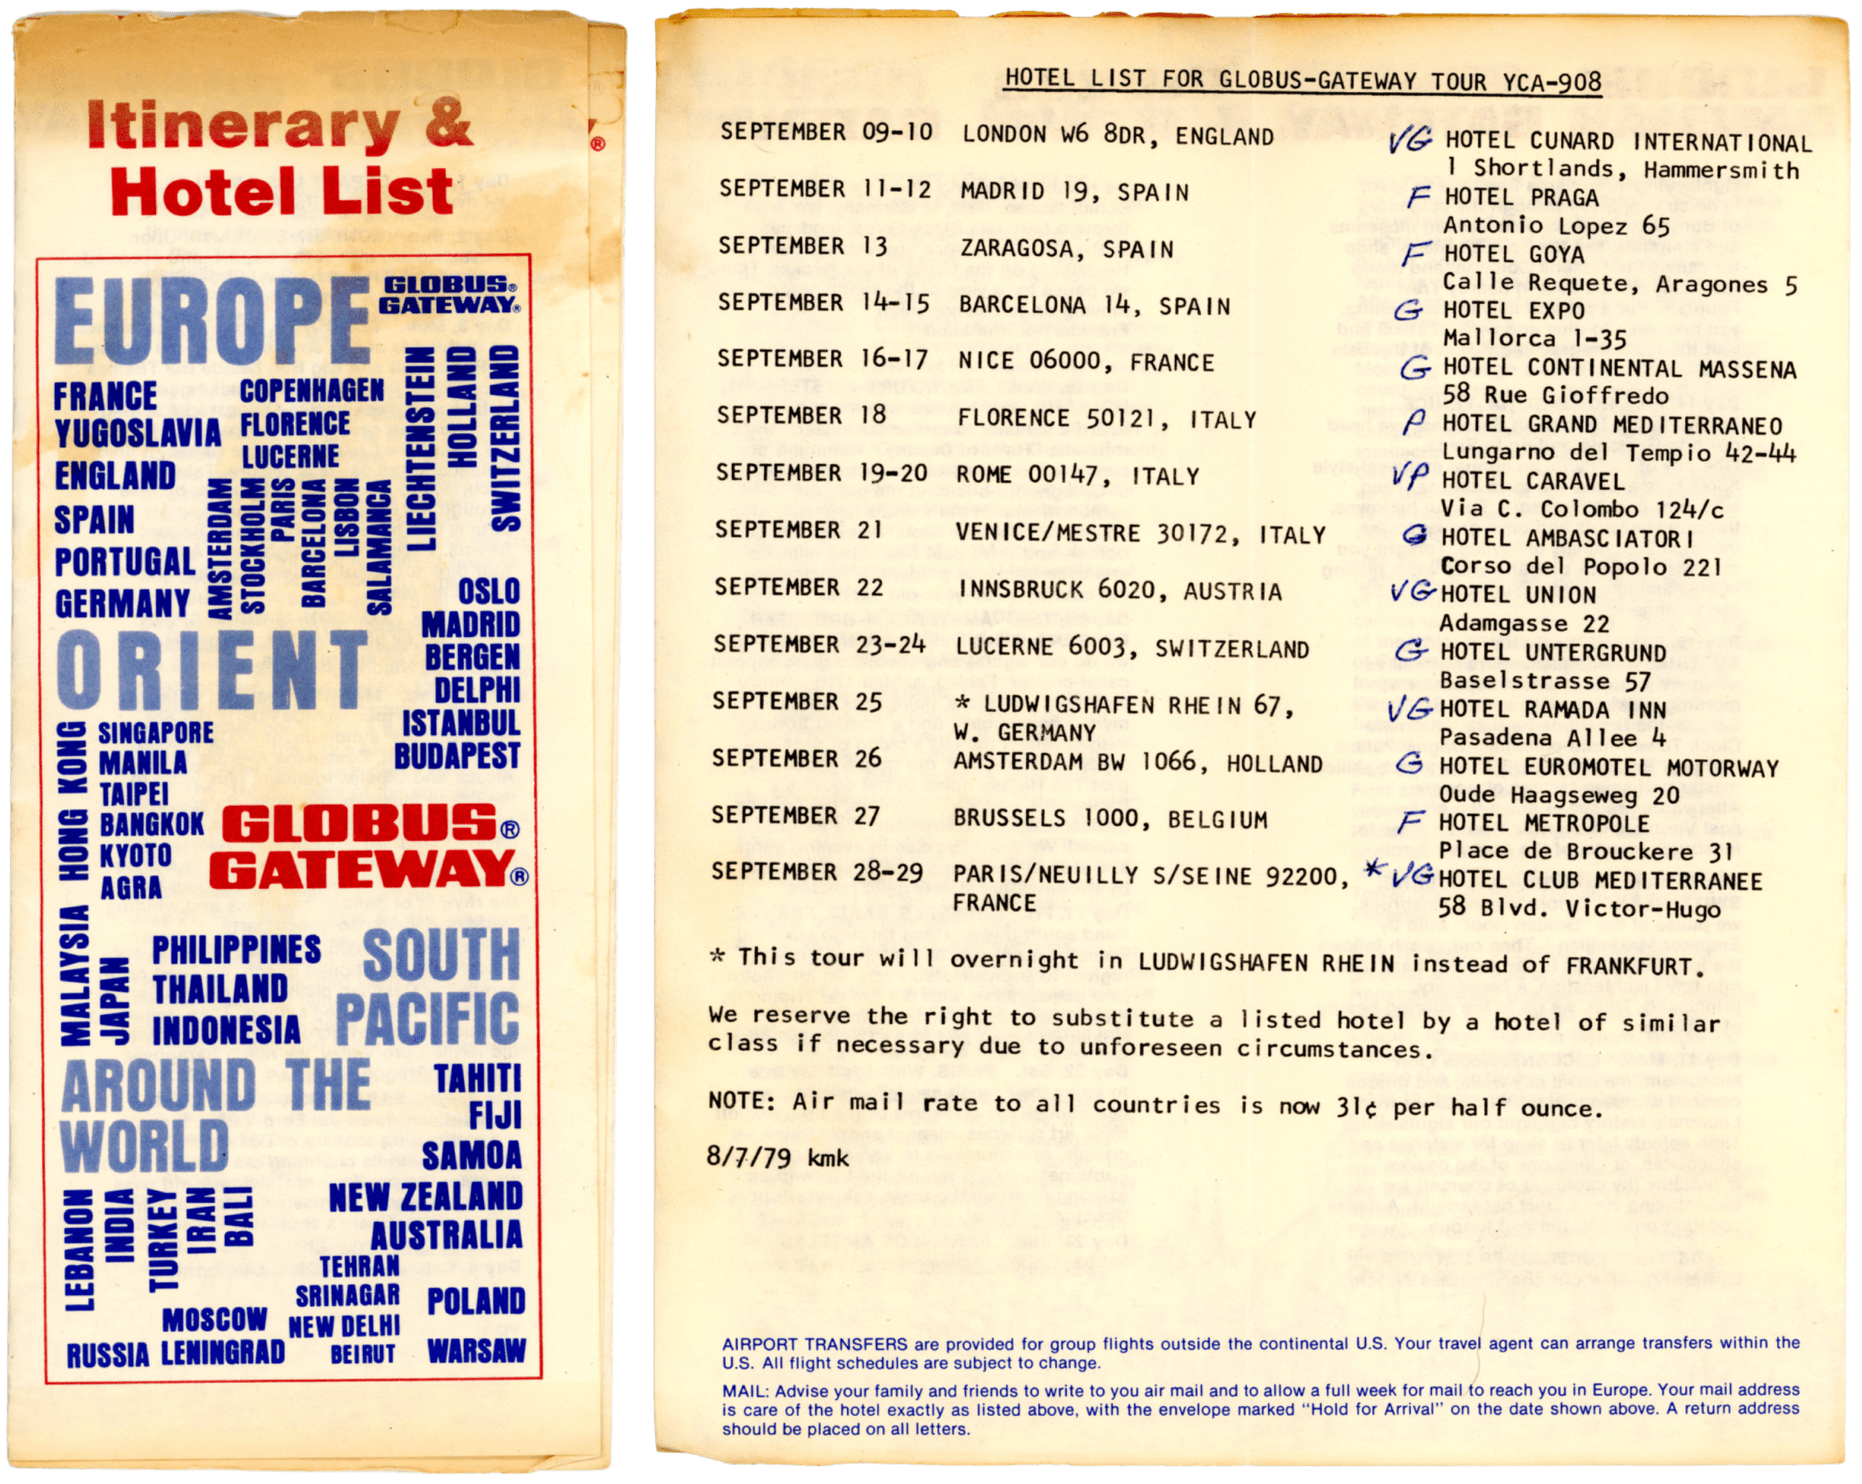 Itinerary &
Hotel List
EUROPE
GLOBUS®
GATEWAY®
FRANCE
YUGOSLAVIA
ENGLAND
SPAIN
PORTUGAL
GERMANY
COPENHAGEN
FLORENCE
LUCERNE
AMSTERDAM
STOCKHOLM
PARIS
BARCELONA
LISBON
SALAMANCA
LIECHTENSTEIN
HOLLAND
SWITZERLAND
OSLO
MADRID
BERGEN
DELPHI
ISTANBUL
BUDAPEST
ORIENT
HONG KONG
SINGAPORE
MANILA
TAIPEI
BANGKOK
KYOTO
AGRA
GLOBUS®
GATEWAY®
MALAYSIA
JAPAN
PHILIPPINES
THAILAND
INDONESIA
SOUTH
PACIFIC
AROUND THE
WORLD
TAHITI
FIJI
SAMOA
NEW ZEALAND
AUSTRALIA
LEBANON
INDIA
TURKEY
IRAN
BALI
TEHRAN
SRINAGAR
NEW DELHI
BEIRUT
MOSCOW
RUSSIA LENINGRAD
POLAND
WARSAW
®
HOTEL LIST FOR GLOBUS-GATEWAY TOUR YCA-908
SEPTEMBER 09-10 LONDON W6 8DR, ENGLAND VG HOTEL CUNARD INTERNATIONAL
1 Shortlands, Hammersmith
SEPTEMBER 11-12 MADRID 19, SPAIN F HOTEL PRAGA
Antonio Lopez 65
SEPTEMBER 13 ZARAGOSA, SPAIN F HOTEL GOYA
Calle Requete, Aragones 5
SEPTEMBER 14-15 BARCELONA 14, SPAIN G HOTEL EXPO
Mallorca 1-35
SEPTEMBER 16-17 NICE 06000, FRANCE G HOTEL CONTINENTAL MASSENA
58 Rue Gioffredo
SEPTEMBER 18 FLORENCE 50121, ITALY P HOTEL GRAND MEDITERRANEO
Lungarno del Tempio 42-44
SEPTEMBER 19-20 ROME 00147, ITALY VP HOTEL CARAVEL
Via C. Colombo 124/c
SEPTEMBER 21 VENICE/MESTRE 30172, ITALY G HOTEL AMBASCIATORI
Corso del Popolo 221
SEPTEMBER 22 INNSBRUCK 6020, AUSTRIA VG HOTEL UNION
Adamgasse 22
SEPTEMBER 23-24 LUCERNE 6003, SWITZERLAND G HOTEL UNTERGRUND
Baselstrasse 57
SEPTEMBER 25 * LUDWIGSHAFEN RHEIN 67, VG HOTEL RAMADA INN
W. GERMANY Pasadena Allee 4
SEPTEMBER 26 AMSTERDAM BW 1066, HOLLAND G HOTEL EUROMOTEL MOTORWAY
Oude Haagseweg 20
SEPTEMBER 27 BRUSSELS 1000, BELGIUM F HOTEL METROPOLE
Place de Brouckere 31
SEPTEMBER 28-29 PARIS/NEUILLY S/SEINE 92200, * VG HOTEL CLUB MEDITERRANEE
FRANCE 58 Blvd. Victor-Hugo
* This tour will overnight in LUDWIGSHAFEN RHEIN instead of FRANKFURT.
We reserve the right to substitute a listed hotel by a hotel of similar
class if necessary due to unforeseen circumstances.
NOTE: Air mail rate to all countries is now 31¢ per half ounce.
8/7/79 kmk
AIRPORT TRANSFERS are provided for group flights outside the continental U.S. Your travel agent can arrange transfers within the
U.S. All flight schedules are subject to change.
MAIL: Advise your family and friends to write to you air mail and to allow a full week for mail to reach you in Europe. Your mail address
is care of the hotel exactly as listed above, with the envelope marked "Hold for Arrival" on the date shown above. A return address
should be placed on all letters.